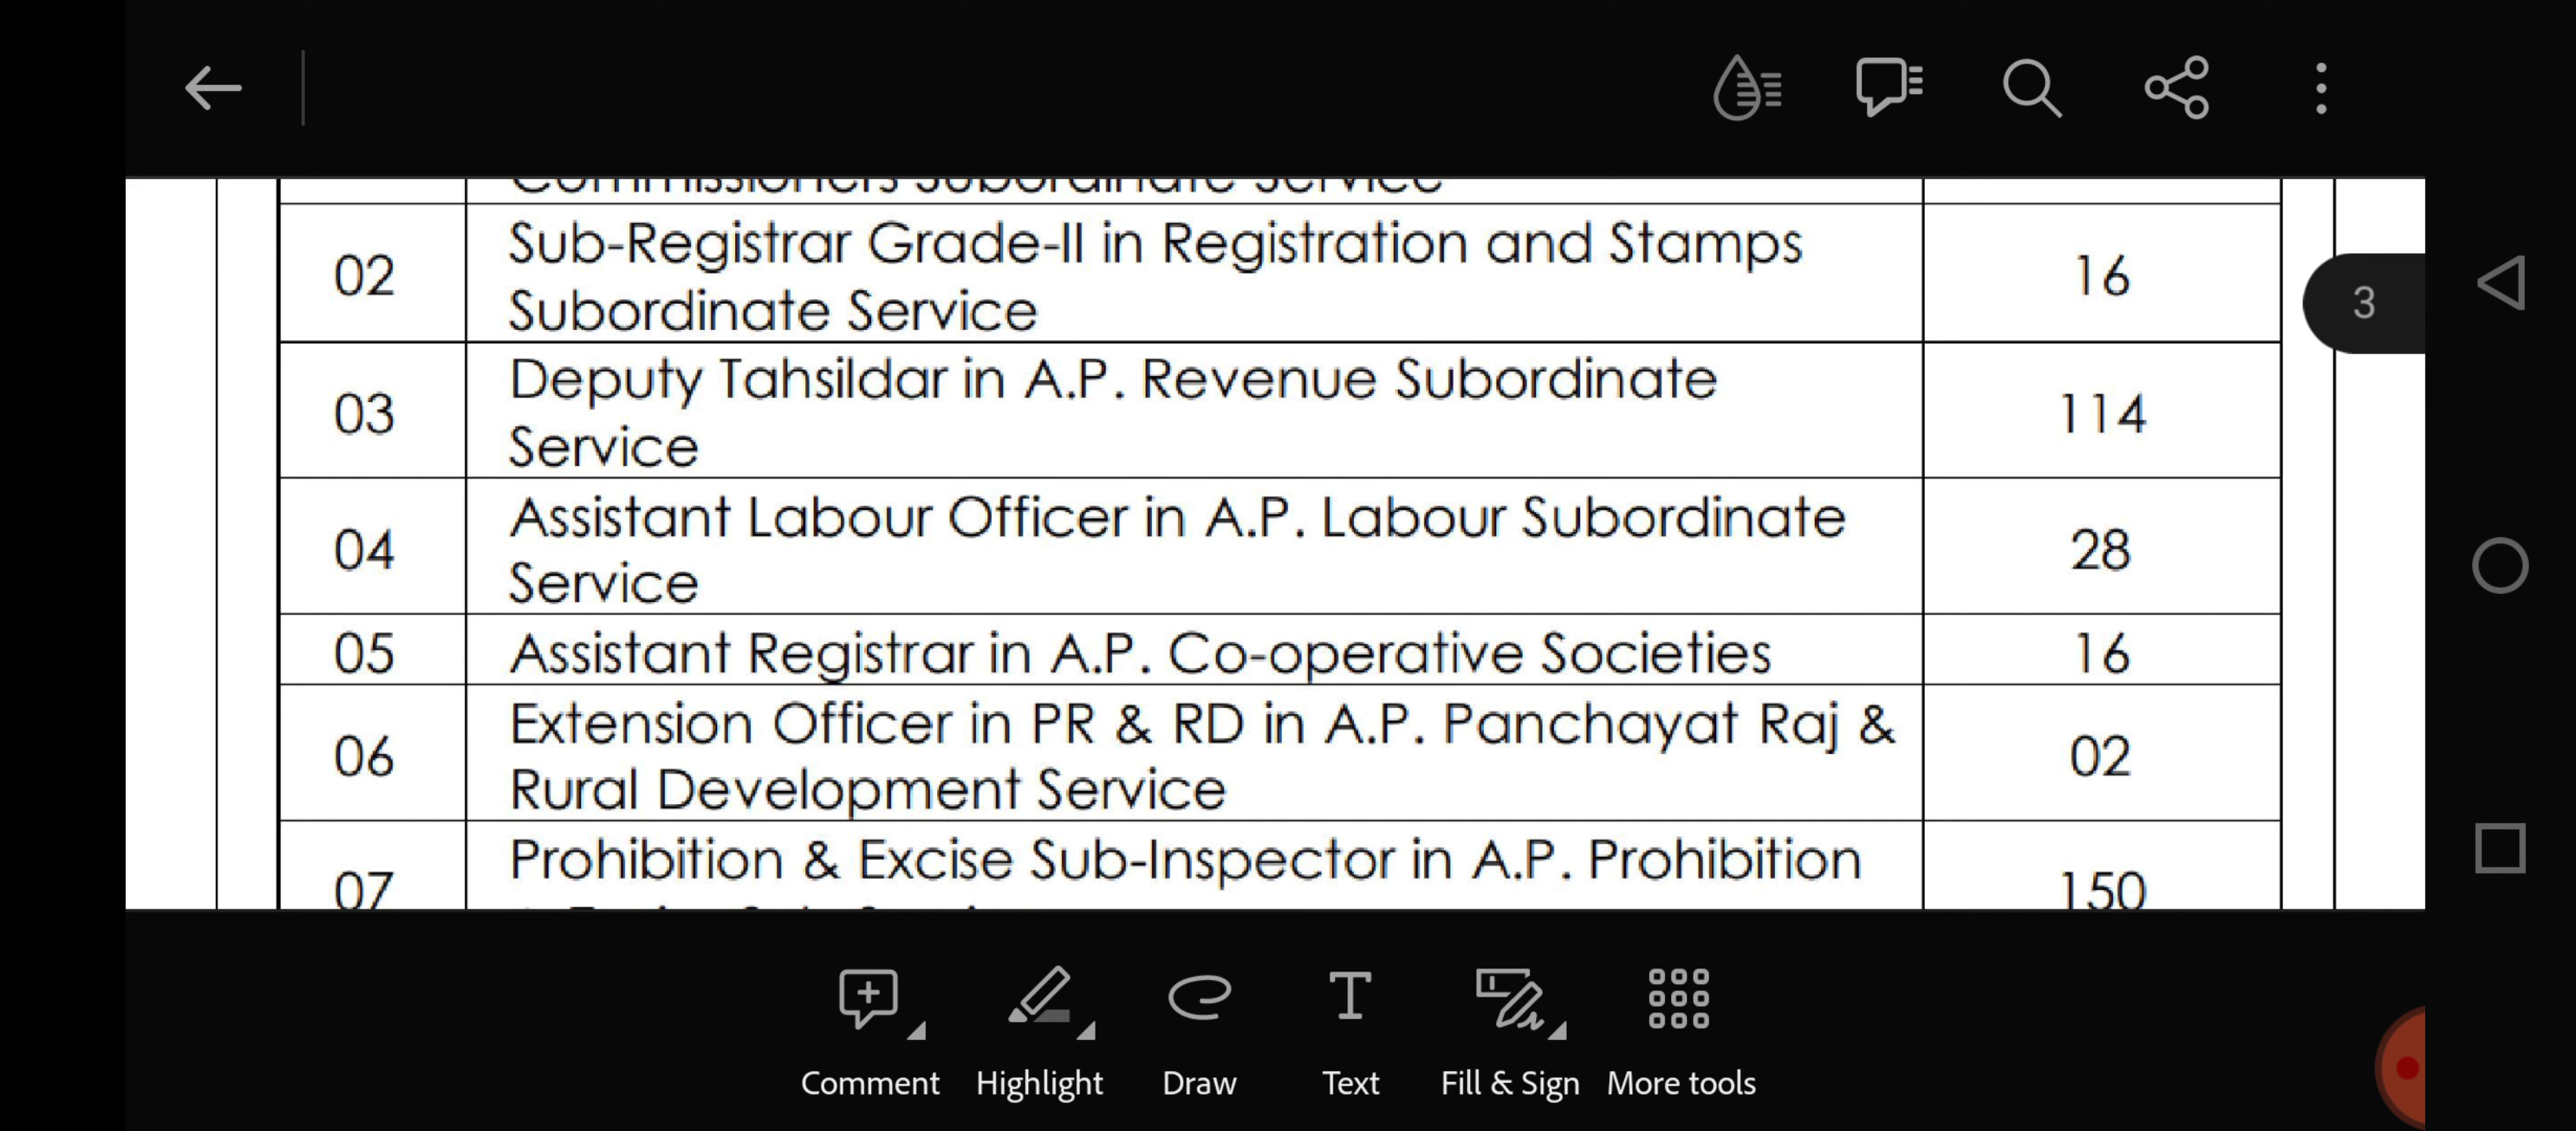 Commissioners Subordinate Service
02
Sub-Registrar Grade-II in Registration and Stamps
Subordinate Service
16
3
03
Deputy Tahsildar in A.P. Revenue Subordinate
Service
114
04
Assistant Labour Officer in A.P. Labour Subordinate
Service
28
05
Assistant Registrar in A.P. Co-operative Societies
16
06
Extension Officer in PR & RD in A.P. Panchayat Raj &
Rural Development Service
02
07
Prohibition & Excise Sub-Inspector in A.P. Prohibition
150
Comment
Highlight
Draw
Text
Fill & Sign
More tools